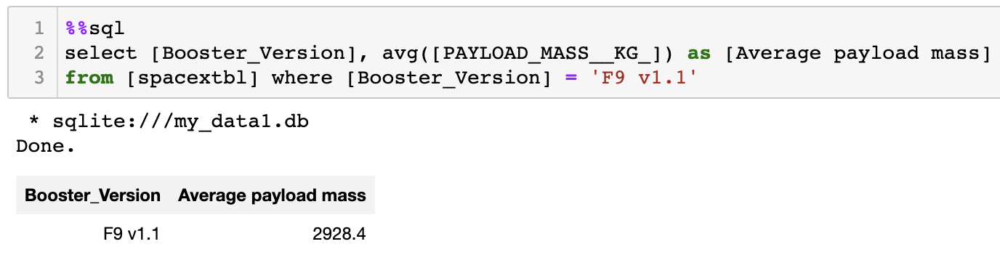 1 %%sql
2 select [Booster_Version], avg([PAYLOAD_MASS__KG_]) as [Average payload mass]
3 from [spacextbl] where [Booster_Version] = 'F9 v1.1'
* sqlite:///my_data1.db
Done.
Booster_Version Average payload mass
F9 v1.1 2928.4